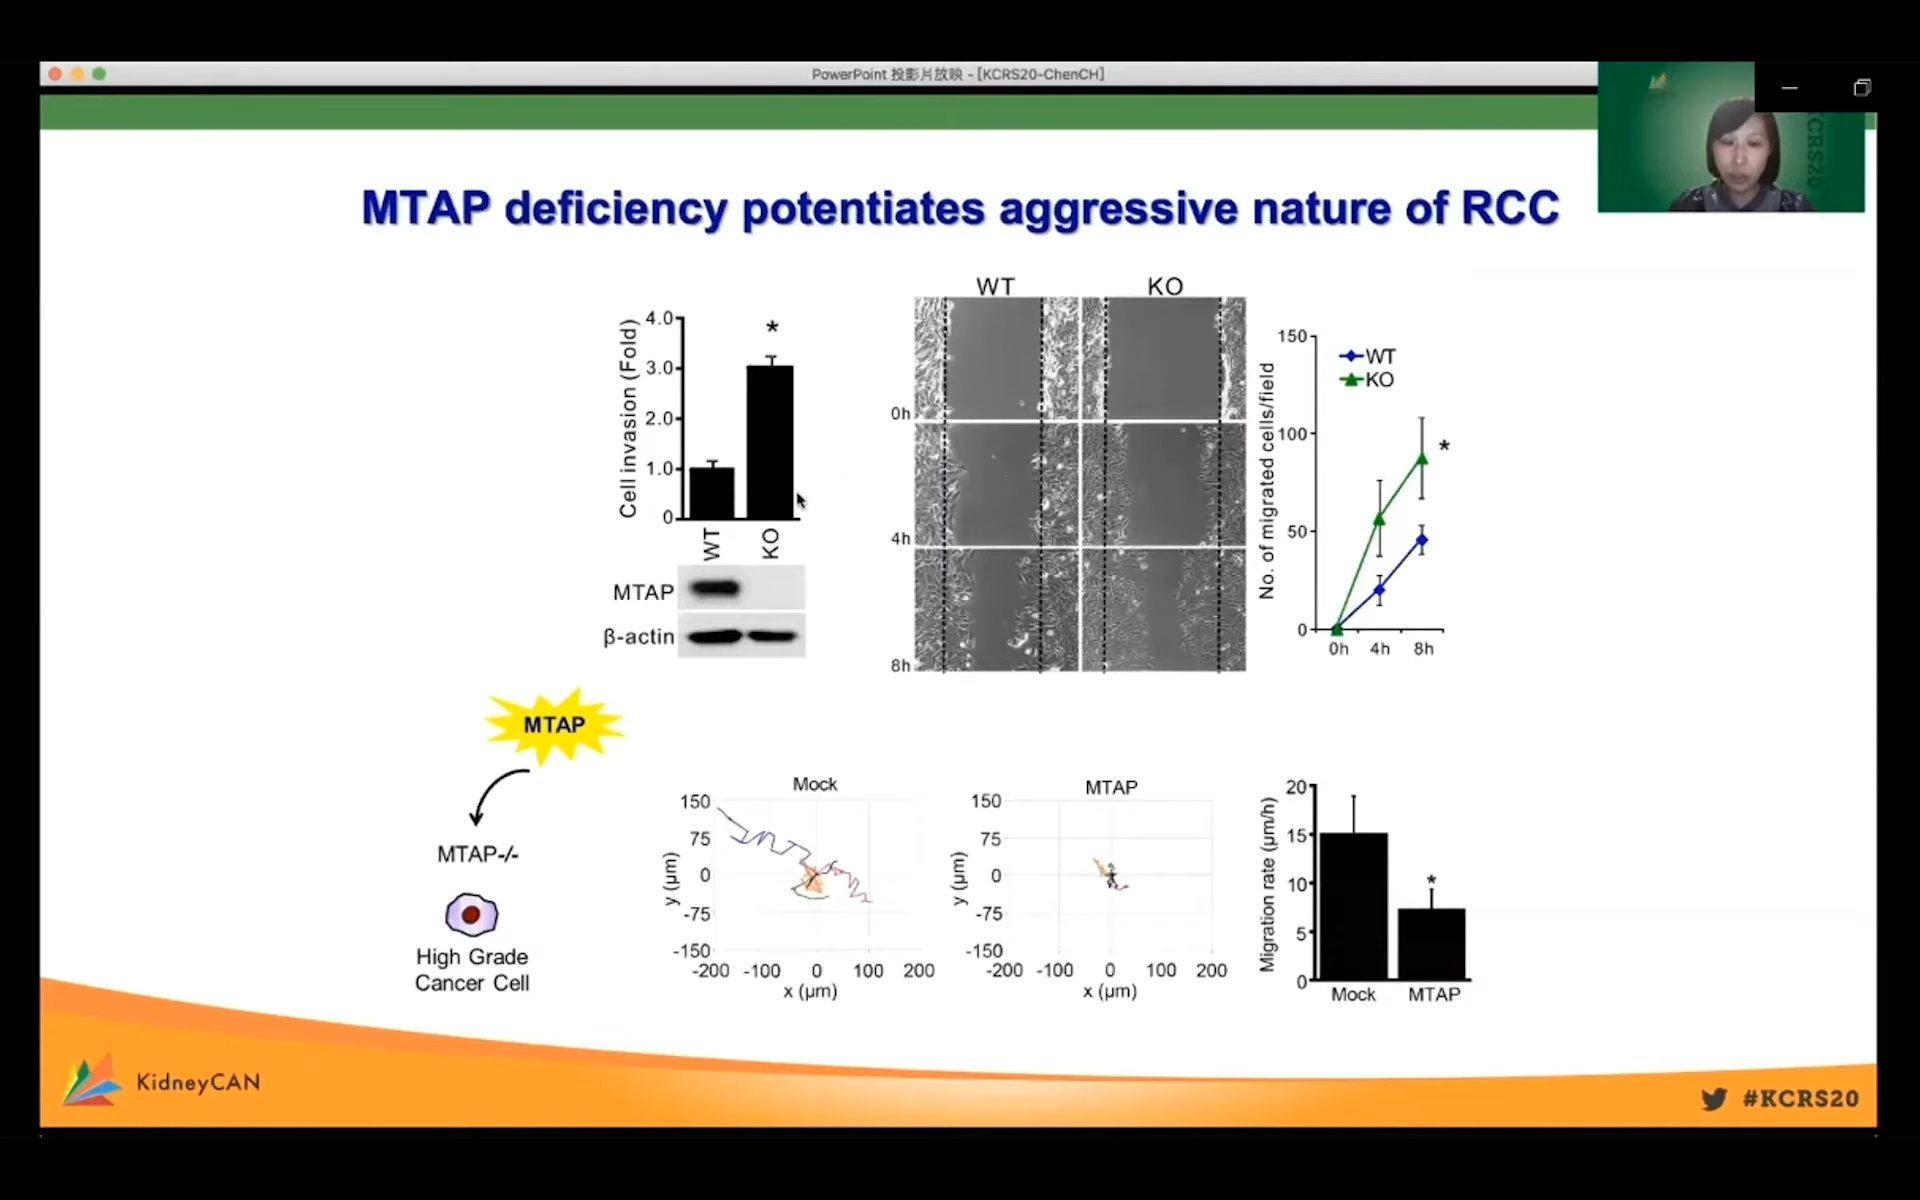 PowerPoint 投影片放映 - [KCRS20-ChenCH]
KCRS20
MTAP deficiency potentiates aggressive nature of RCC
Cell invasion (Fold)
4.0
3.0
2.0
1.0
0
*
WT
KO
MTAP
β-actin
WT
KO
0h
4h
8h
No. of migrated cells/field
150
100
50
0
WT
KO
*
0h
4h
8h
MTAP
MTAP-/-
High Grade
Cancer Cell
Mock
y (µm)
150
75
0
-75
-150
-200
-100
0
100
200
x (µm)
MTAP
y (µm)
150
75
0
-75
-150
-200
-100
0
100
200
x (µm)
Migration rate (µm/h)
20
15
10
5
0
*
Mock
MTAP
KidneyCAN
#KCRS20